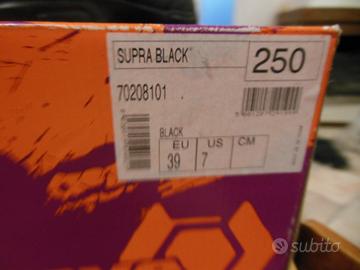 SUPRA BLACK
250
70208101
BLACK
EU US CM
39 7
subito